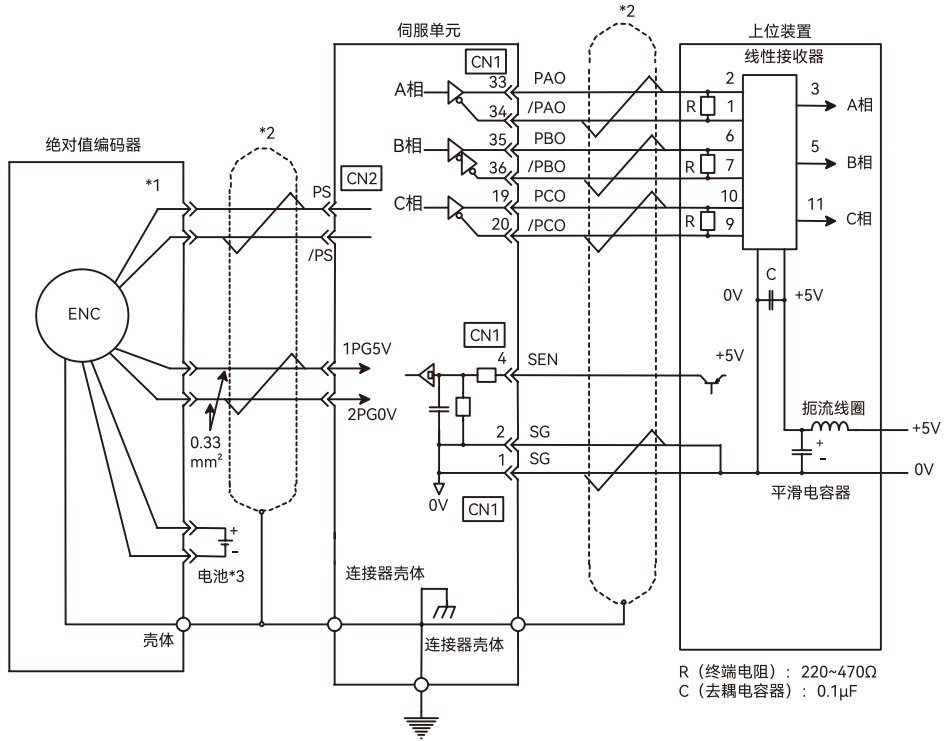 *2
伺服单元
上位装置
线性接收器
CN1
A相
33
PAO
2
3
A相
34
/PAO
R
1
绝对值编码器
*2
B相
35
PBO
6
5
B相
36
/PBO
R
7
*1
PS
CN2
C相
19
PCO
10
11
C相
20
/PCO
R
9
/PS
C
0V
+5V
ENC
CN1
1PG5V
4
SEN
+5V
2PG0V
扼流线圈
0.33
mm²
2
SG
+
+5V
1
SG
-
0V
0V
CN1
平滑电容器
+
-
电池*3
连接器壳体
壳体
连接器壳体
R（终端电阻）：220~470Ω
C（去耦电容器）：0.1μF